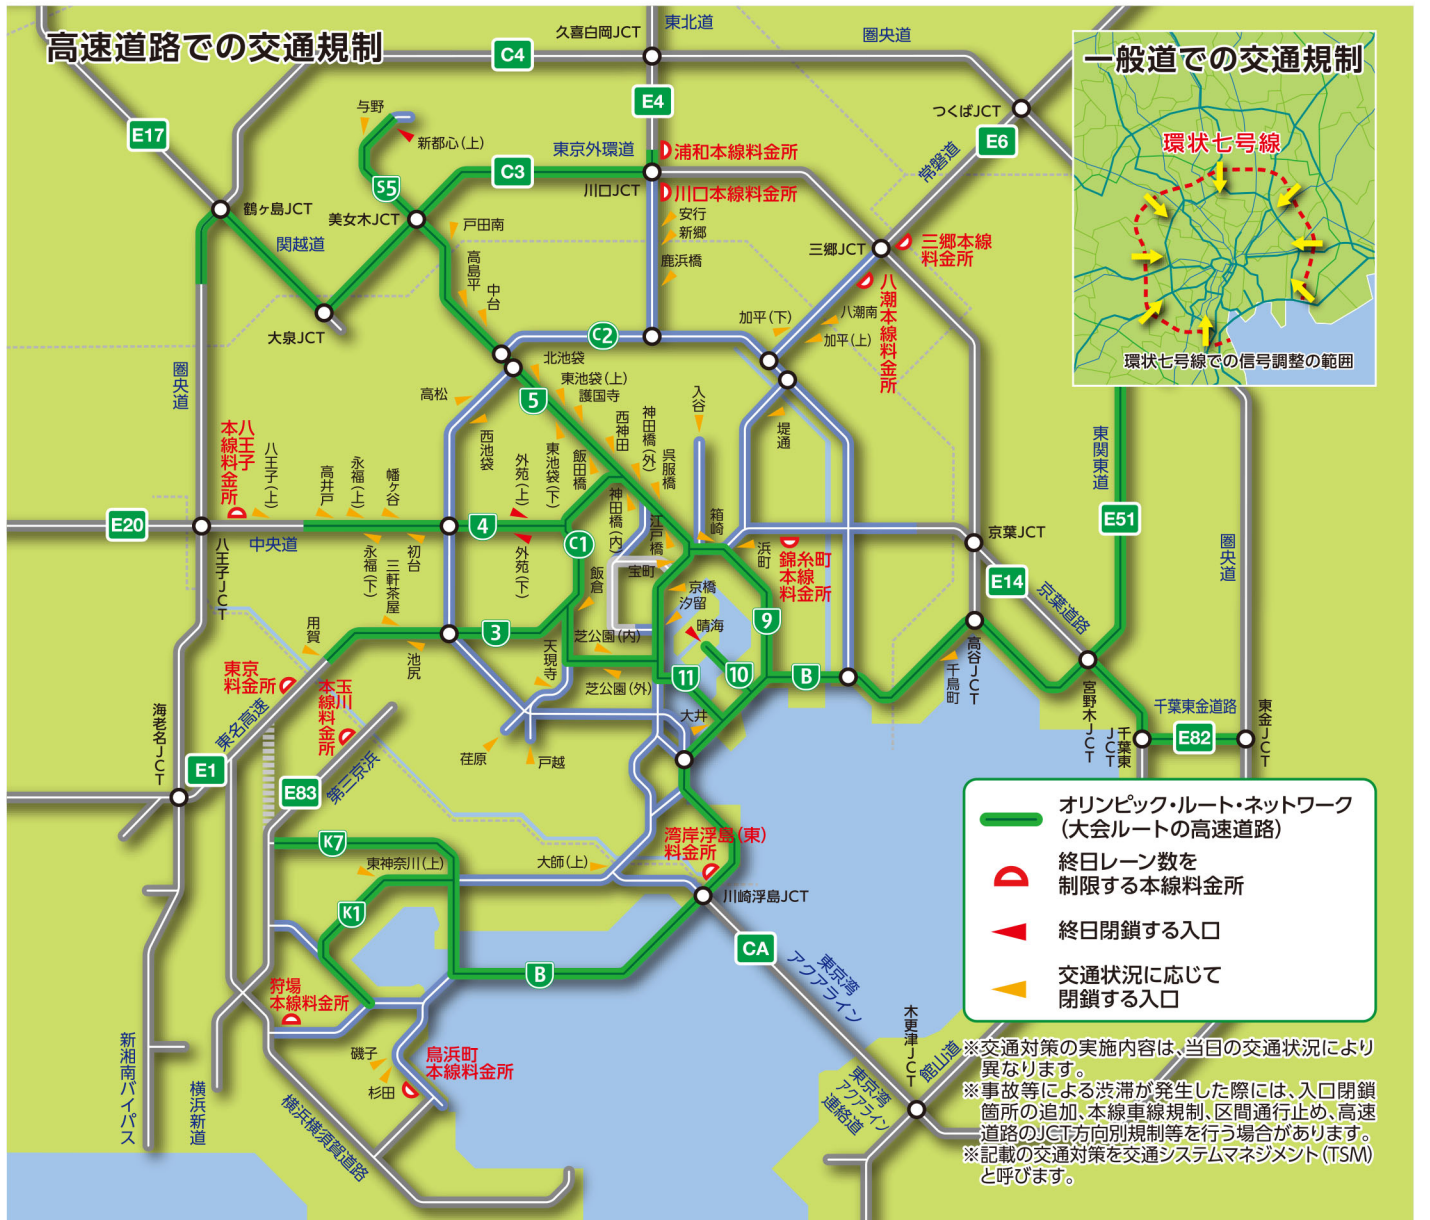 高速道路での交通規制
久喜白岡JCT
東北道
圏央道
C4
E4
E17
つくばJCT
E6
常磐道
一般道での交通規制
環状七号線
環状七号線での信号調整の範囲
与野
新都心(上)
S5
東京外環道
C3
浦和本線料金所
川口JCT
川口本線料金所
安行
新郷
鹿浜橋
鶴ヶ島JCT
関越道
美女木JCT
戸田南
高島平
中台
大泉JCT
三郷JCT
三郷本線
料金所
八潮本線料金所
八潮南
加平(下)
加平(上)
C2
北池袋
東池袋(上)
護国寺
5
高松
西池袋
圏央道
西神田
神田橋(外)
呉服橋
入谷
堤通
東関東道
E51
圏央道
八王子
本線料金所
八王子(上)
高井戸
永福(上)
幡ヶ谷
外苑(上)
東池袋(下)
飯田橋
神田橋(内)
江戸橋
箱崎
浜町
E20
4
C1
中央道
八王子JCT
永福(下)
初台
三軒茶屋
外苑(下)
飯倉
宝町
京橋
汐留
晴海
錦糸町
本線
料金所
京葉JCT
E14
京葉道路
9
用賀
3
池尻
天現寺
芝公園(内)
芝公園(外)
11
10
B
大井
千鳥町
高谷JCT
宮野木JCT
千葉東
JCT
千葉東金道路
E82
東金JCT
東京
料金所
玉川
本線料金所
東名高速
海老名JCT
E1
E83
第三京浜
荏原
戸越
K7
東神奈川(上)
大師(上)
K1
湾岸浮島(東)
料金所
川崎浮島JCT
CA
東京湾
アクアライン
B
狩場
本線料金所
磯子
杉田
鳥浜町
本線料金所
新湘南バイパス
横浜新道
横浜横須賀道路
木更津JCT
館山道
東京湾
アクアライン
連絡道
オリンピック・ルート・ネットワーク
(大会ルートの高速道路)
終日レーン数を
制限する本線料金所
終日閉鎖する入口
交通状況に応じて
閉鎖する入口
※交通対策の実施内容は、当日の交通状況により
異なります。
※事故等による渋滞が発生した際には、入口閉鎖
箇所の追加、本線車線規制、区間通行止め、高速
道路のJCT方向別規制等を行う場合があります。
※記載の交通対策を交通システムマネジメント(TSM)
と呼びます。